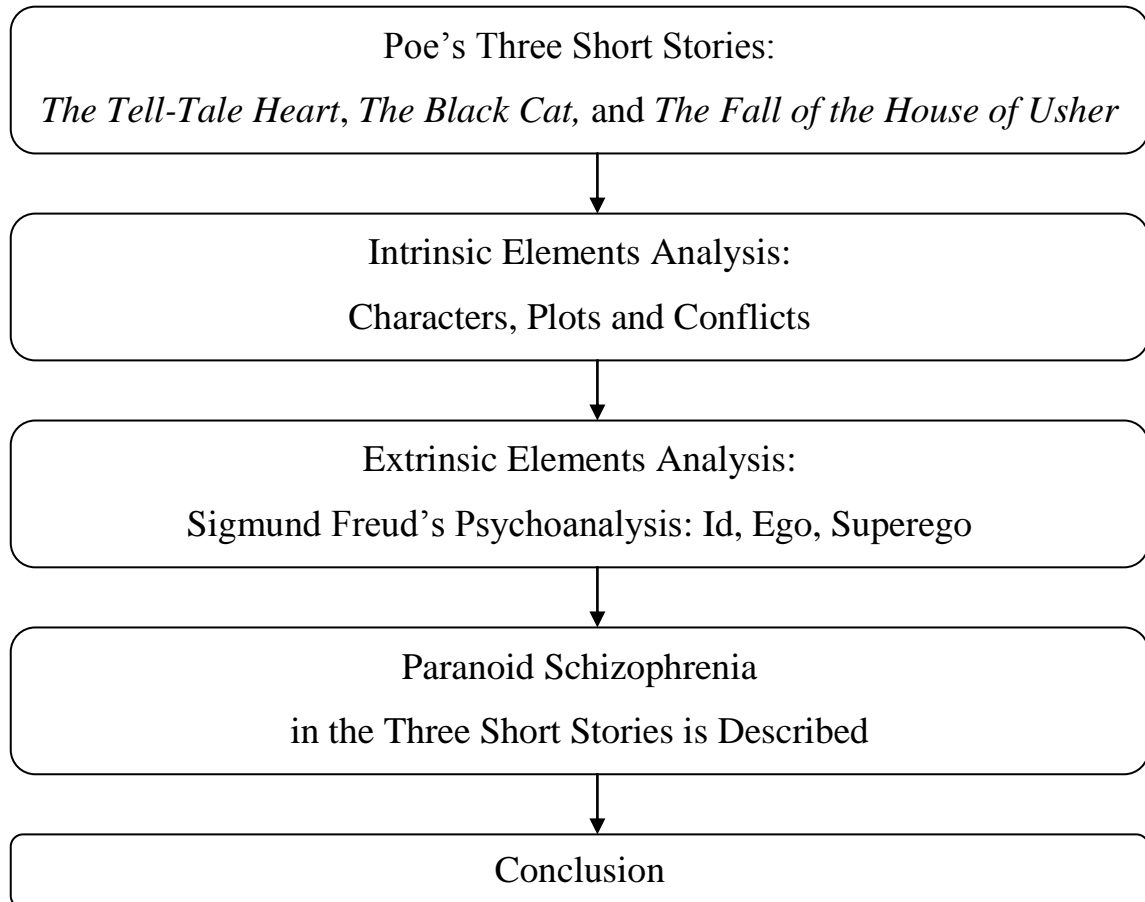 Poe’s Three Short Stories:
The Tell-Tale Heart, The Black Cat, and The Fall of the House of Usher
Intrinsic Elements Analysis:
Characters, Plots and Conflicts
Extrinsic Elements Analysis:
Sigmund Freud’s Psychoanalysis: Id, Ego, Superego
Paranoid Schizophrenia
in the Three Short Stories is Described
Conclusion